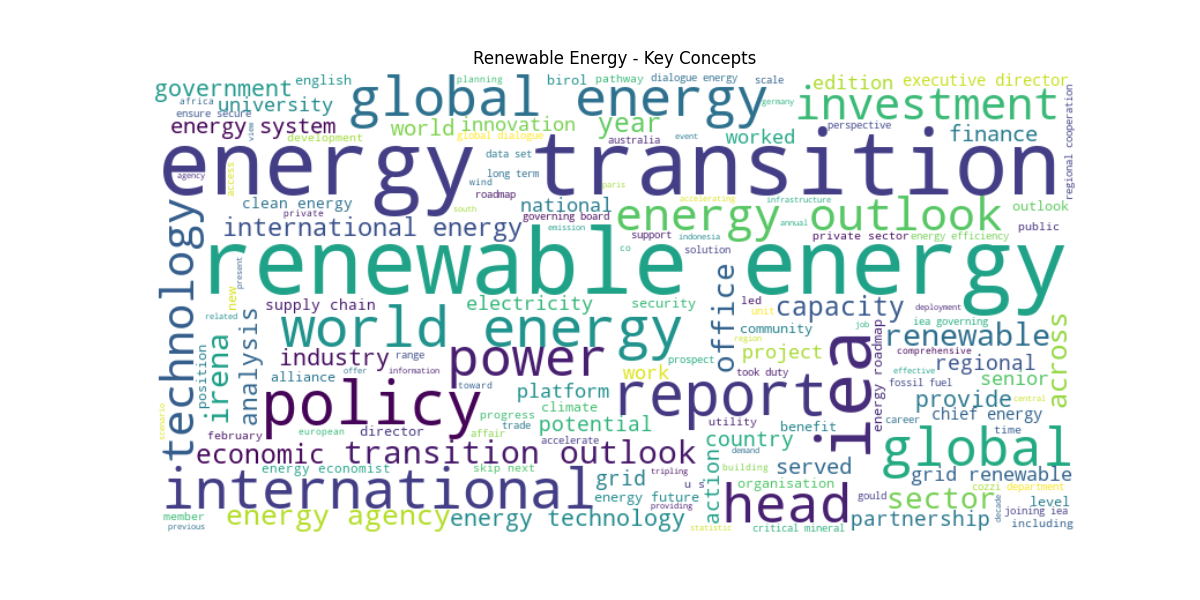 Renewable Energy - Key Concepts
government
english
global energy
planning
birol
pathway
dialogue energy
scale
edition
executive director
africa
university
ensure secure
germany
investment
energy system
view
development
world
innovation
global dialogue
year
australia
event
worked
perspective
finance
regional cooperation
energy transition
data set
long term
wind
roadmap
paris
agency
access
clean energy
private
south
national
governing board
accelerating
infrastructure
energy outlook
annual
outlook
public
international energy
emission
support
indonesia
private sector
energy efficiency
co
solution
technology
renewable energy
present
new
related
supply chain
electricity
security
office
led
unit
capacity
deployment
world energy
community
iea governing
job
renewable
across
analysis
irena
position
industry
range
power
prospect
region
project
energy roadmap
comprehensive
regional
alliance
offer
information
work
took duty
iea
effective
senior
fossil fuel
toward
platform
report
policy
progress
climate
trade
potential
utility
benefit
career
provide
central
chief energy
time
scenario
february
european
director
affair
accelerate
country
global
economic transition outlook
demand
action
building
served
energy economist
skip next
grid
tripling
u s
organisation
grid renewable
international
energy future
providing
head
gould
sector
cozzi
department
decade
level
member
previous
energy agency
energy technology
statistic
critical mineral
partnership
joining iea
including